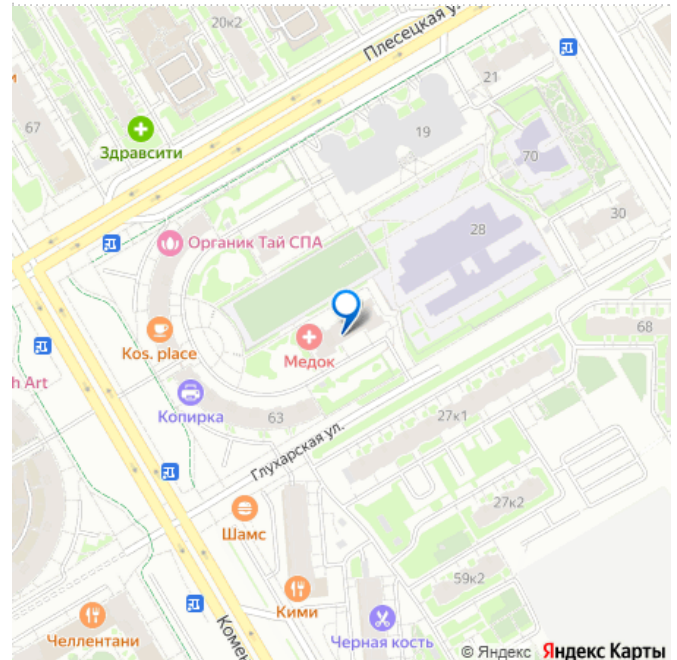 20к2
Плесецкая у
67
Здравсити
21
19
70
30
28
Органик Тай СПА
Kos. place
Медок
68
h Art
Копирка
63
27к1
Глухарская ул.
27к2
Шамс
59к2
Кими
Челлентани
Комен
Черная кость
© Яндекс Яндекс Карты